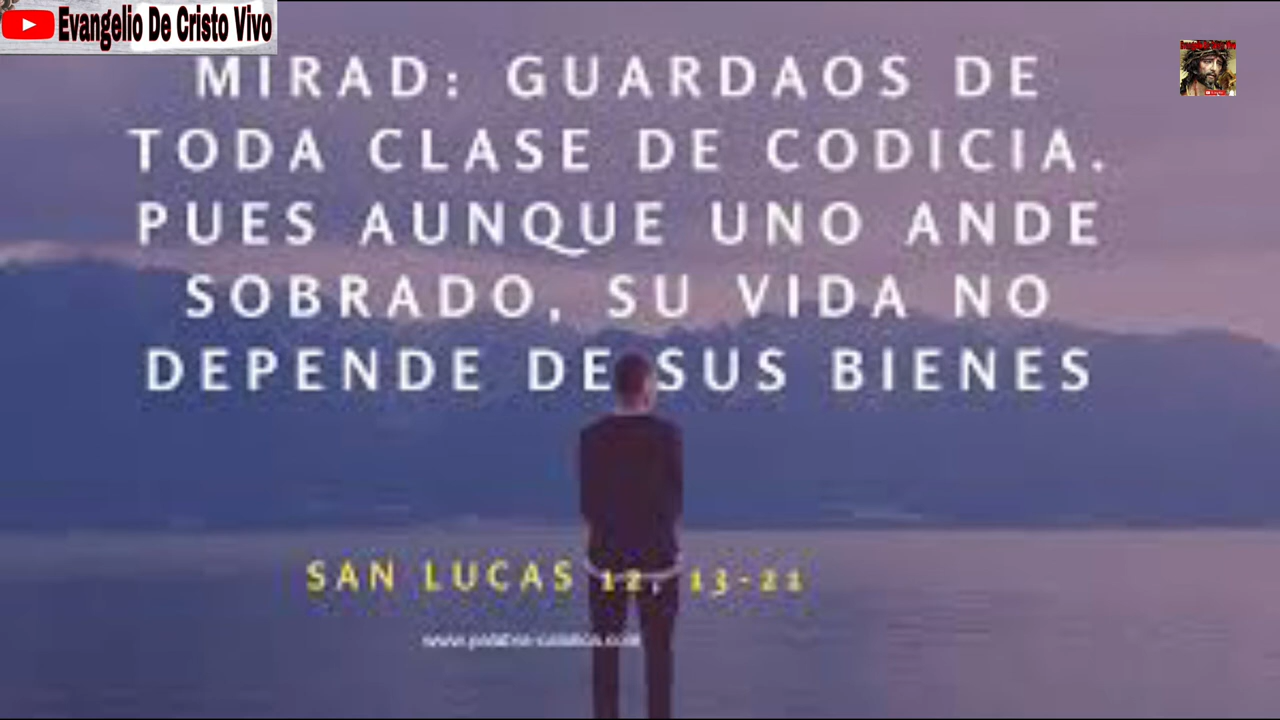 Evangelio De Cristo Vivo
MIRAD: GUARDAOS DE
TODA CLASE DE CODICIA.
PUES AUNQUE UNO ANDE
SOBRADO, SU VIDA NO
DEPENDE DE SUS BIENES
SAN LUCAS 12, 13-21